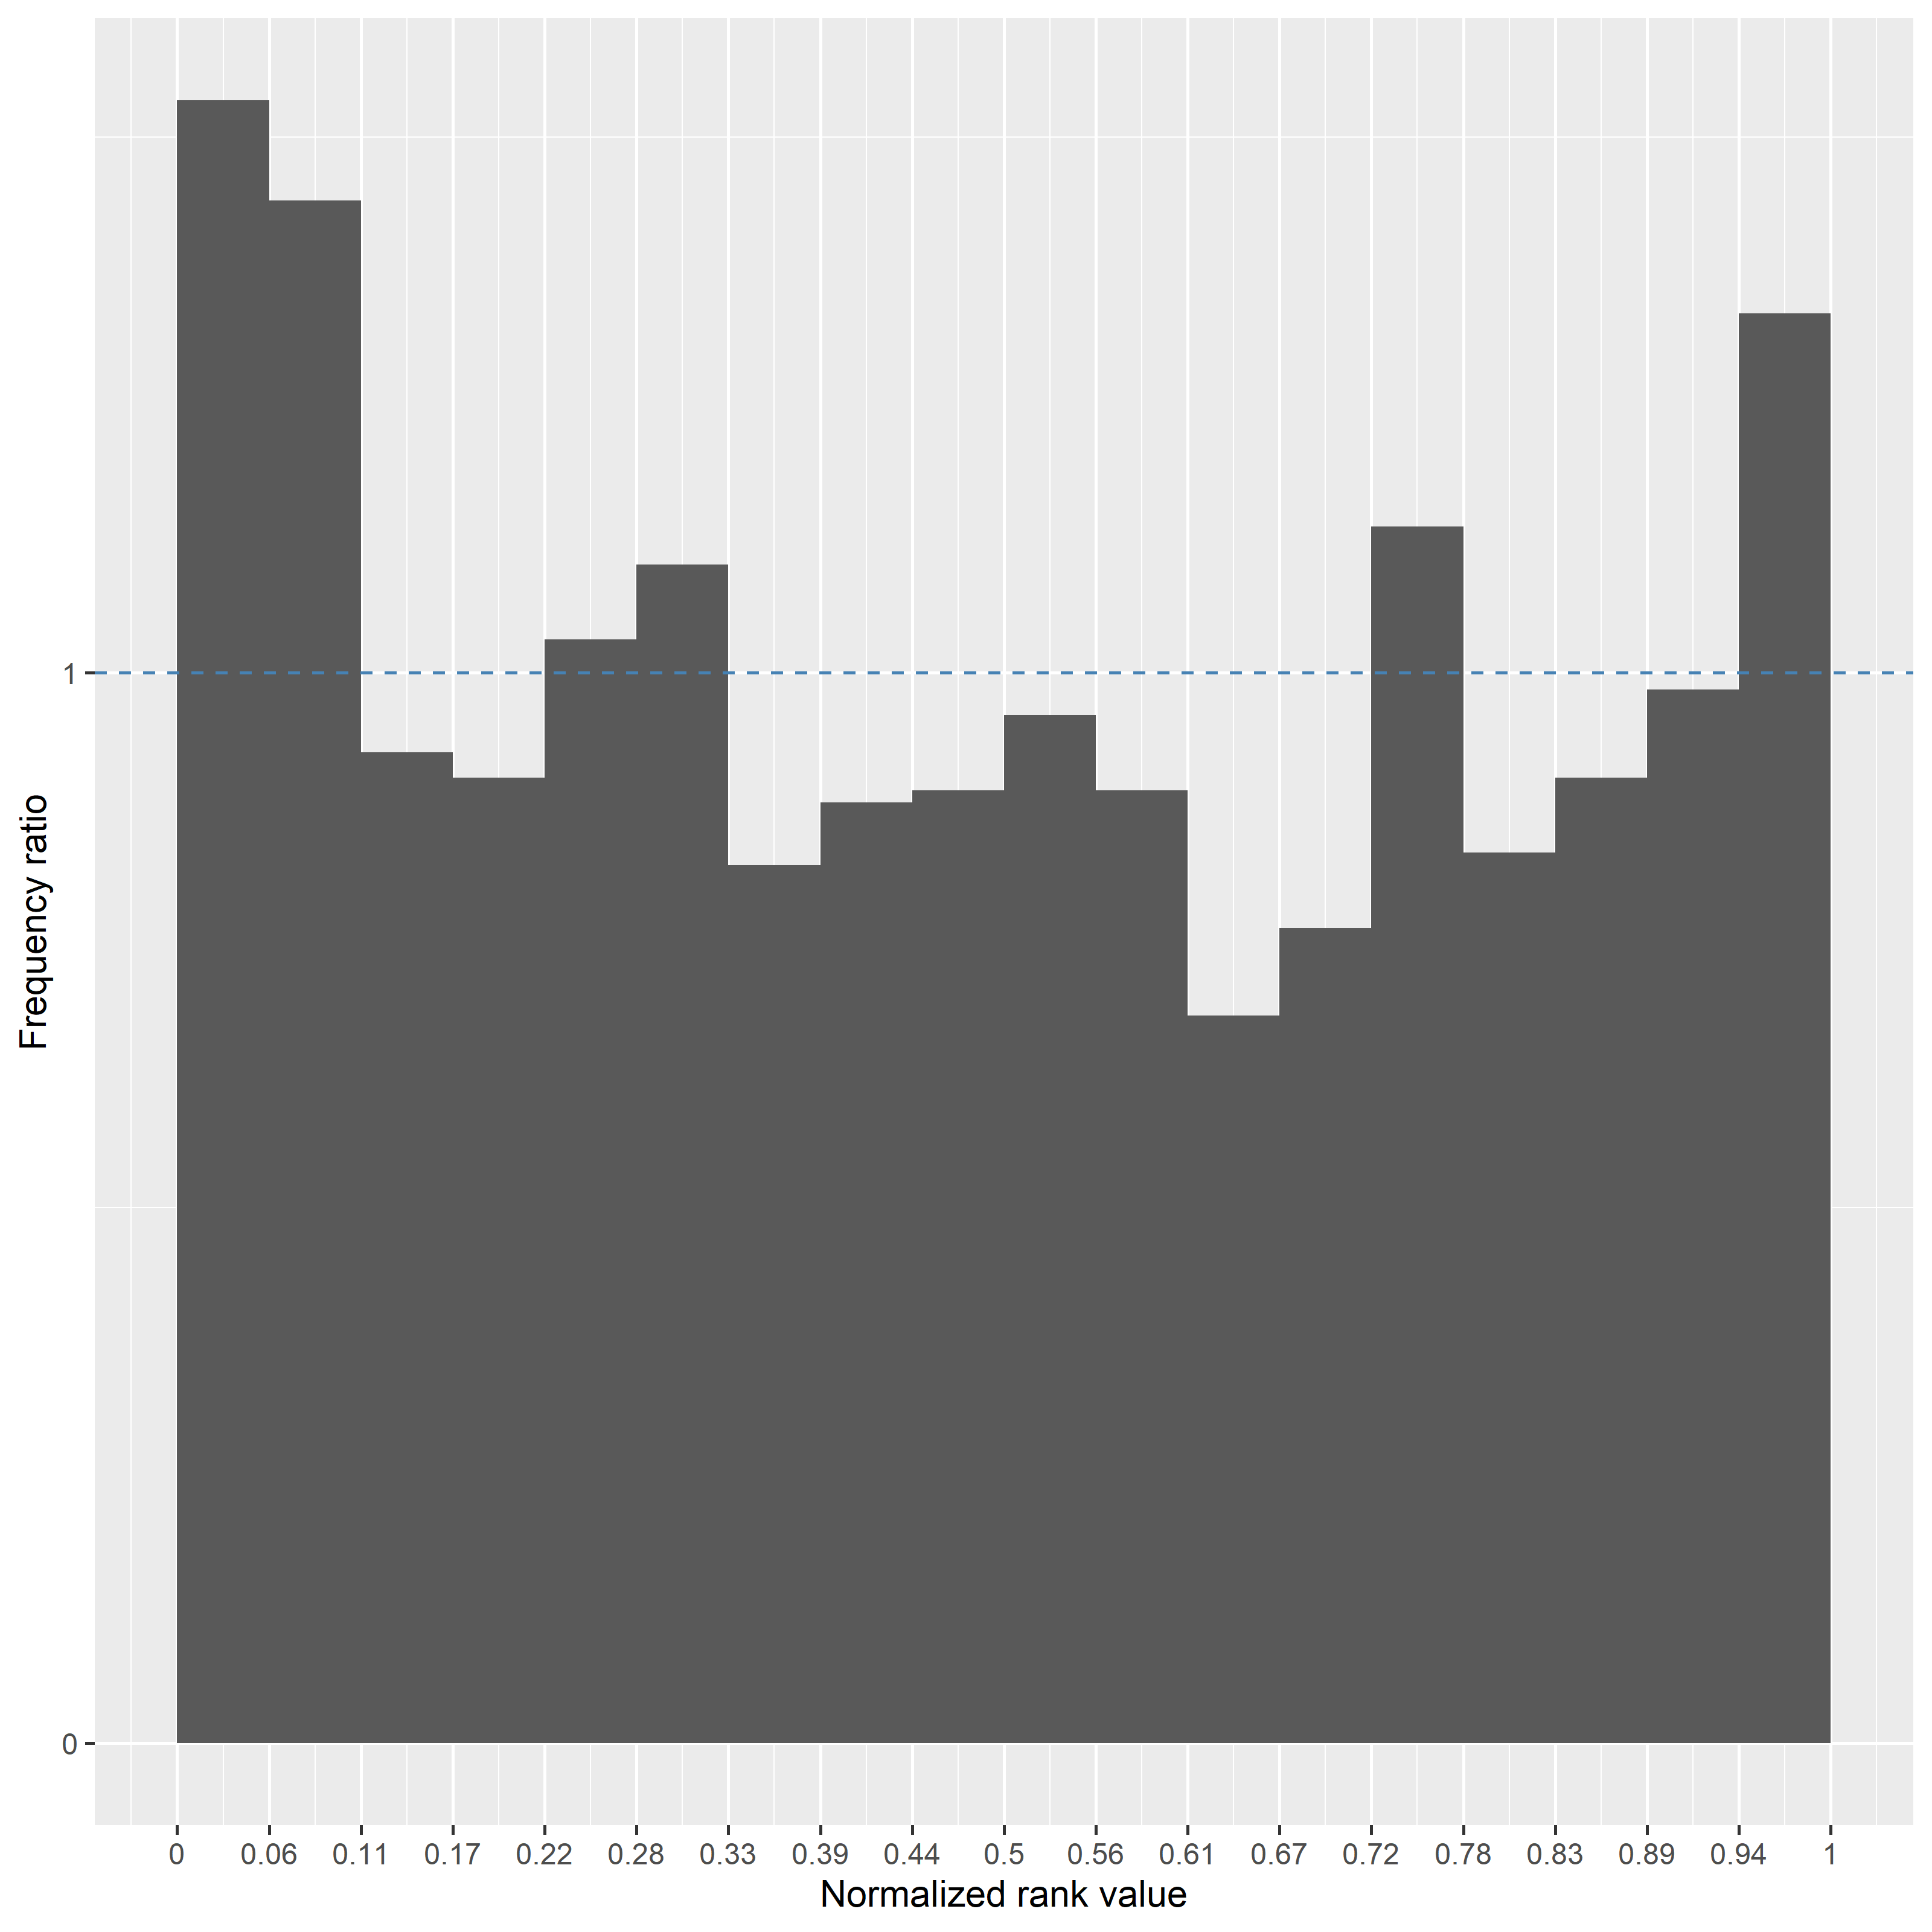 Frequency ratio
1
0
0 0.06 0.11 0.17 0.22 0.28 0.33 0.39 0.44 0.5 0.56 0.61 0.67 0.72 0.78 0.83 0.89 0.94 1
Normalized rank value